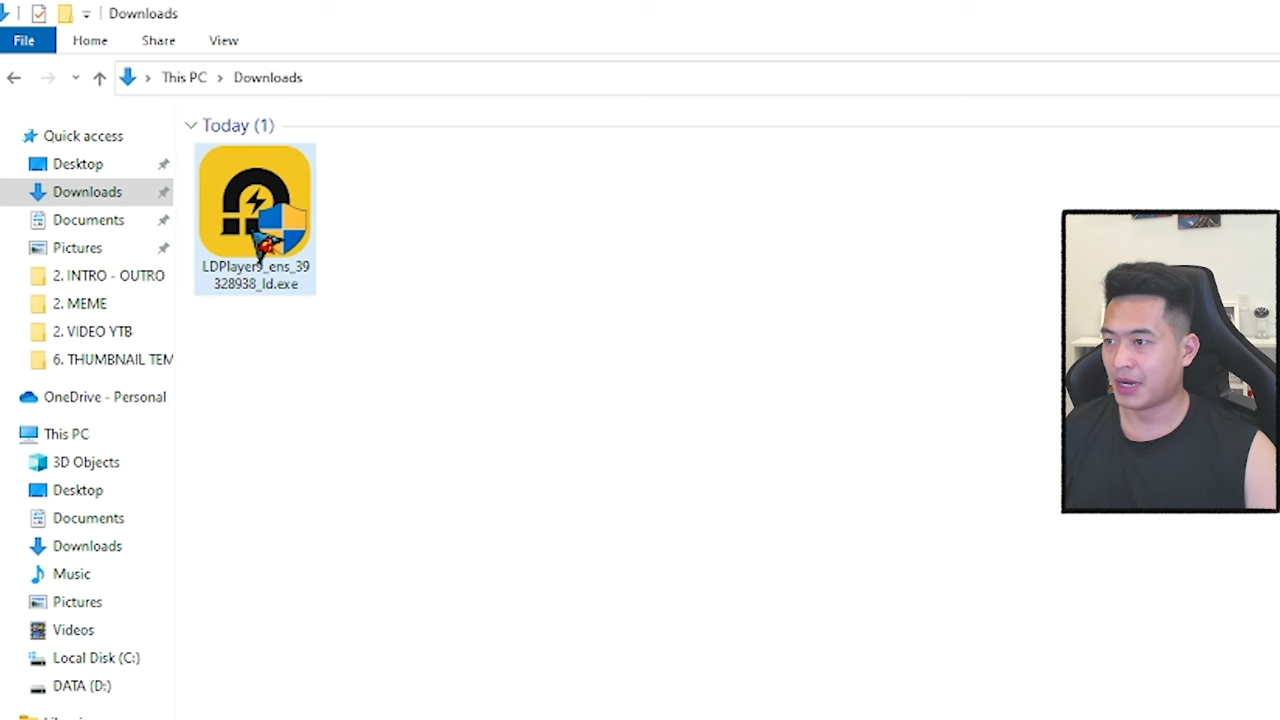 Downloads
File Home Share View
This PC Downloads
Today (1)
Quick access
Desktop
Downloads
Documents
Pictures
2. INTRO - OUTRO
2. MEME
2. VIDEO YTB
6. THUMBNAIL TEM
OneDrive - Personal
This PC
3D Objects
Desktop
Documents
Downloads
Music
Pictures
Videos
Local Disk (C:)
DATA (D:)
LDPlayer9_ens_39
328938_ld.exe